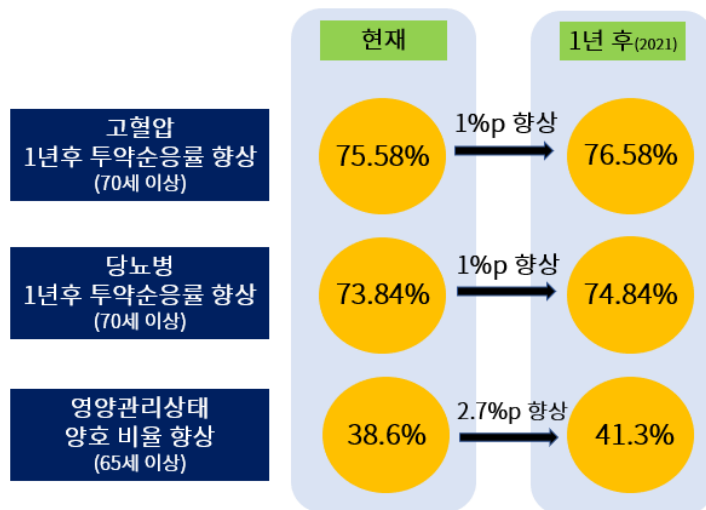 현재
1년 후(2021)
고혈압
1년후 투약순응률 향상
(70세 이상)
75.58%
1%p 향상
76.58%
당뇨병
1년후 투약순응률 향상
(70세 이상)
73.84%
1%p 향상
74.84%
영양관리상태
양호 비율 향상
(65세 이상)
38.6%
2.7%p 향상
41.3%